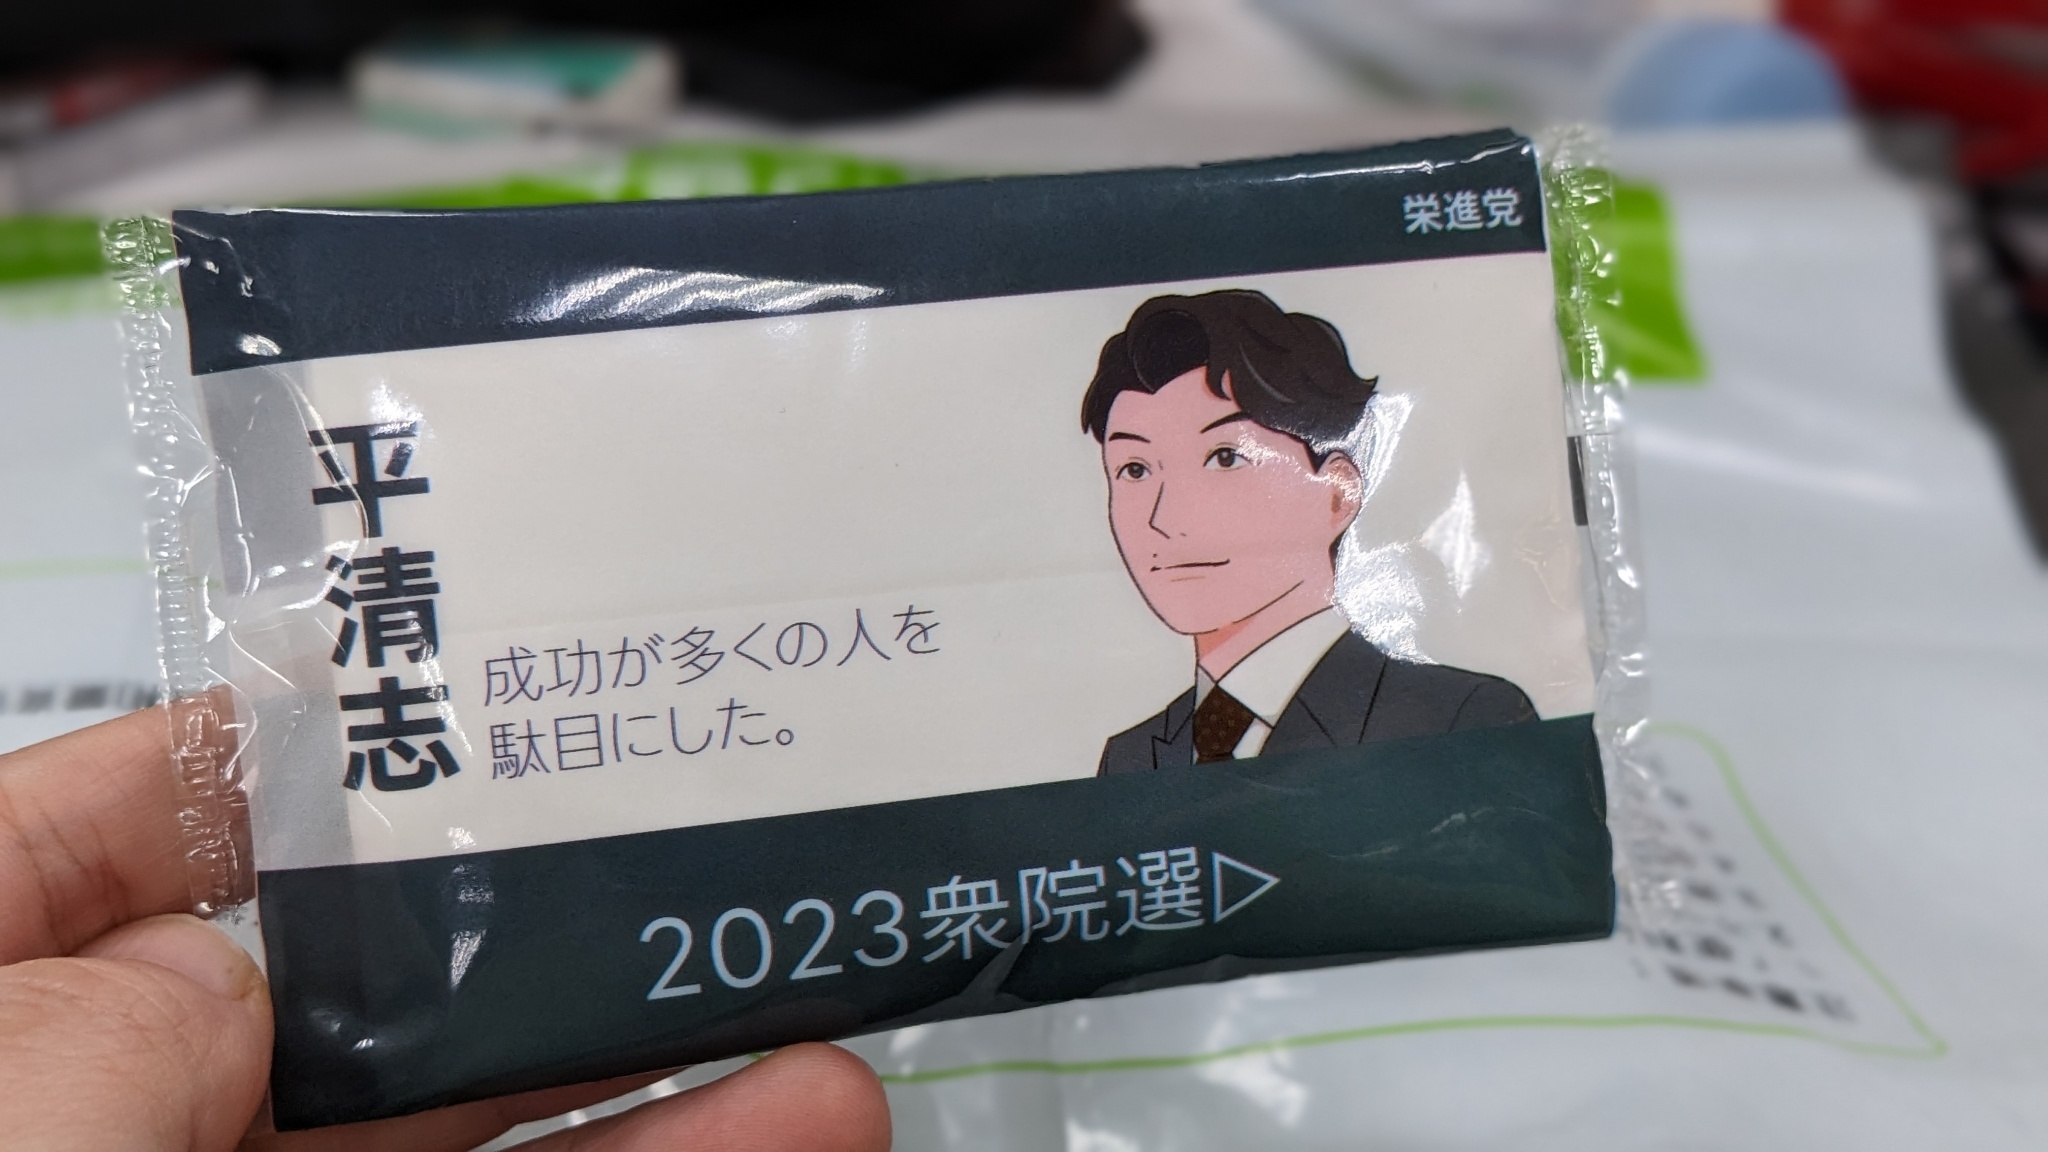 栄進党
平清志
成功が多くの人を
駄目にした。
2023衆院選▷